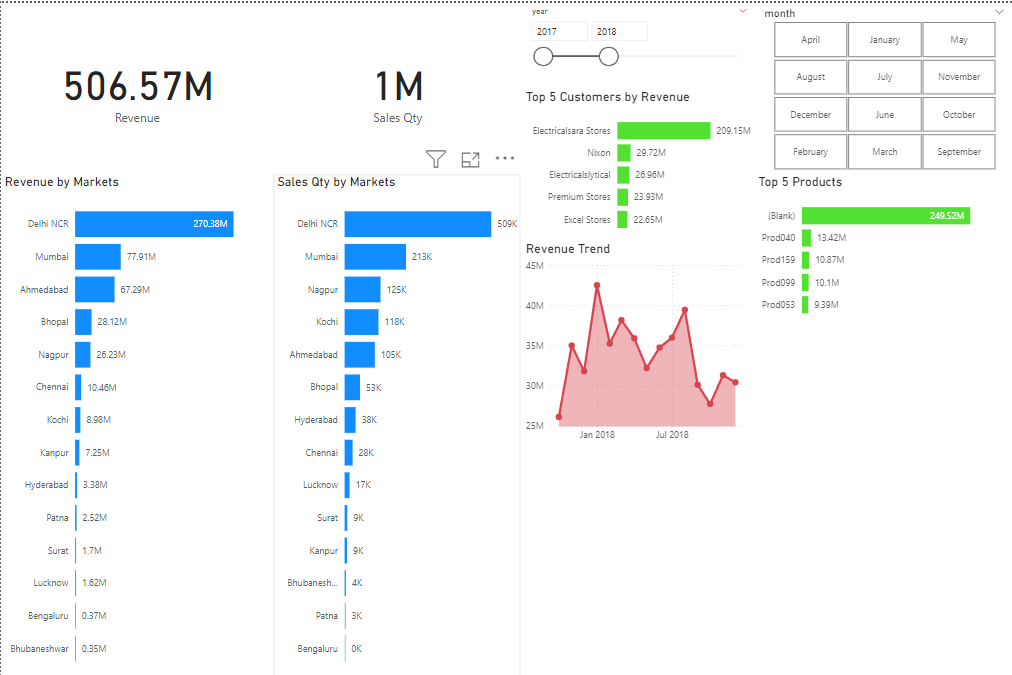 506.57M
Revenue
1M
Sales Qty
year
2017 2018
month
April January May
August July November
December June October
February March September
Top 5 Customers by Revenue
Electricalsara Stores 209.15M
Nixon 29.72M
Electricalslytical 26.96M
Premium Stores 23.93M
Excel Stores 22.65M
Revenue by Markets
Delhi NCR 270.38M
Mumbai 77.91M
Ahmedabad 67.29M
Bhopal 28.12M
Nagpur 26.23M
Chennai 10.46M
Kochi 8.98M
Kanpur 7.25M
Hyderabad 3.38M
Patna 2.52M
Surat 1.7M
Lucknow 1.62M
Bengaluru 0.37M
Bhubaneshwar 0.35M
Sales Qty by Markets
Delhi NCR 509K
Mumbai 213K
Nagpur 125K
Kochi 118K
Ahmedabad 105K
Bhopal 53K
Hyderabad 38K
Chennai 28K
Lucknow 17K
Surat 9K
Kanpur 9K
Bhubanesh... 4K
Patna 3K
Bengaluru 0K
Revenue Trend
45M
40M
35M
30M
25M
Jan 2018 Jul 2018
Top 5 Products
(Blank) 249.52M
Prod040 13.42M
Prod159 10.87M
Prod099 10.1M
Prod053 9.39M